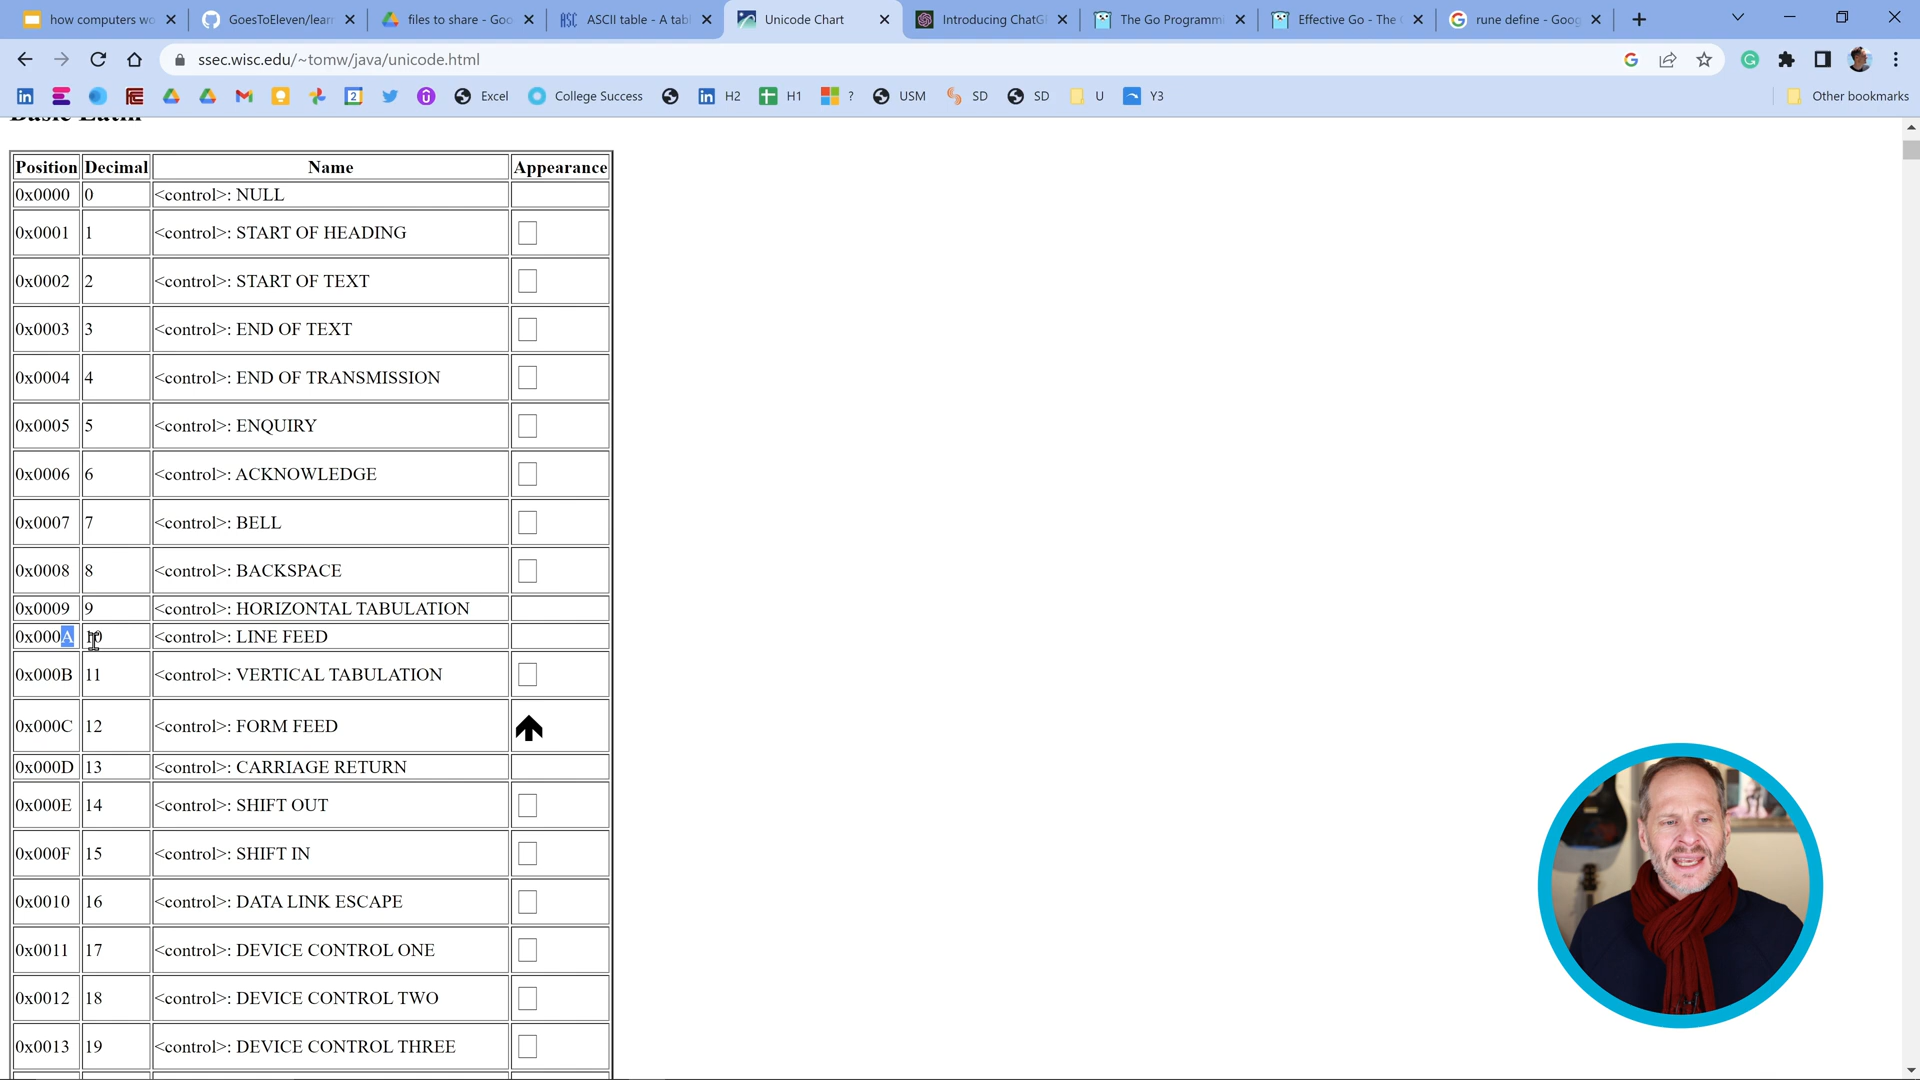 how computers wo
GoesToEleven/lear
files to share - Goo
ASC
ASCII table - A tabl
Unicode Chart
Introducing ChatG
The Go Programmi
Effective Go - The G
rune define - Goog
ssec.wisc.edu/~tomw/java/unicode.html
Excel
College Success
H2
H1
?
USM
SD
SD
U
Y3
Other bookmarks
Basic Latin
Position Decimal Name Appearance
0x0000 0 <control>: NULL
0x0001 1 <control>: START OF HEADING
0x0002 2 <control>: START OF TEXT
0x0003 3 <control>: END OF TEXT
0x0004 4 <control>: END OF TRANSMISSION
0x0005 5 <control>: ENQUIRY
0x0006 6 <control>: ACKNOWLEDGE
0x0007 7 <control>: BELL
0x0008 8 <control>: BACKSPACE
0x0009 9 <control>: HORIZONTAL TABULATION
0x000A 10 <control>: LINE FEED
0x000B 11 <control>: VERTICAL TABULATION
0x000C 12 <control>: FORM FEED
0x000D 13 <control>: CARRIAGE RETURN
0x000E 14 <control>: SHIFT OUT
0x000F 15 <control>: SHIFT IN
0x0010 16 <control>: DATA LINK ESCAPE
0x0011 17 <control>: DEVICE CONTROL ONE
0x0012 18 <control>: DEVICE CONTROL TWO
0x0013 19 <control>: DEVICE CONTROL THREE